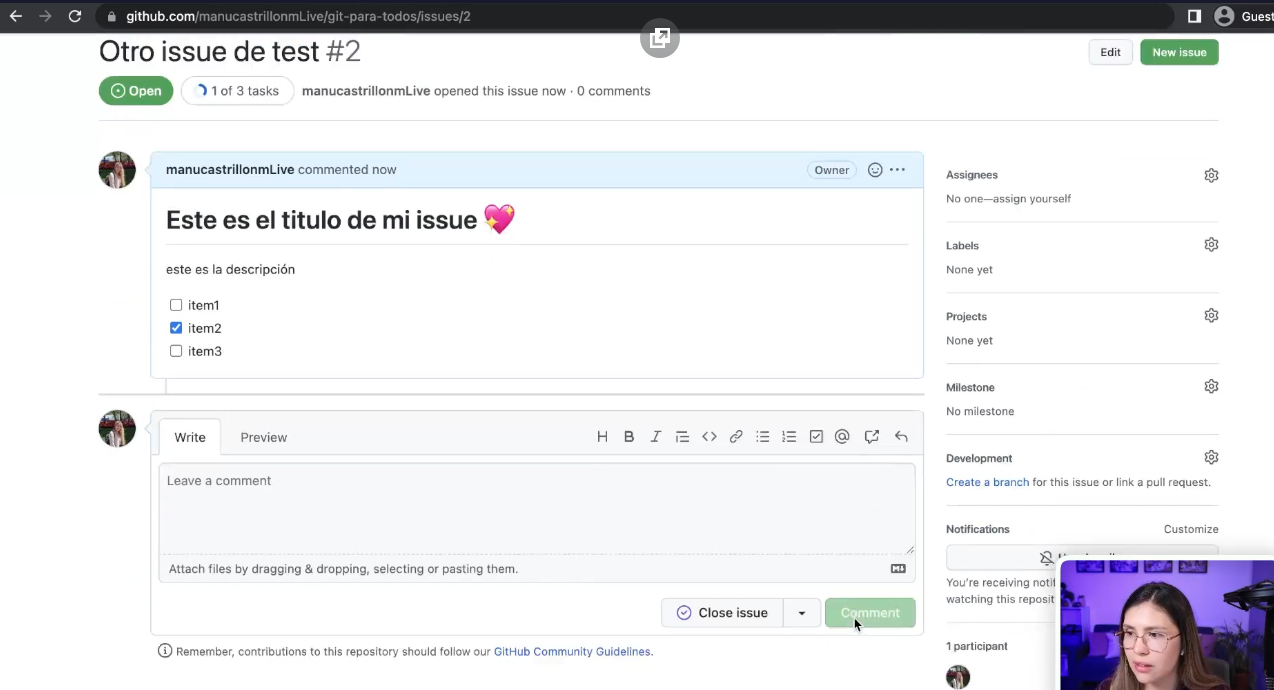 github.com/manucastrillonmLive/git-para-todos/issues/2
Guest
Otro issue de test #2
Edit
New issue
Open
1 of 3 tasks
manucastrillonmLive opened this issue now · 0 comments
manucastrillonmLive commented now
Owner
Este es el titulo de mi issue 💖
este es la descripción
item1
item2
item3
Write
Preview
Leave a comment
Attach files by dragging & dropping, selecting or pasting them.
Close issue
Comment
Remember, contributions to this repository should follow our GitHub Community Guidelines.
Assignees
No one—assign yourself
Labels
None yet
Projects
None yet
Milestone
No milestone
Development
Create a branch for this issue or link a pull request.
Notifications
Customize
You're receiving notif
watching this reposit
1 participant